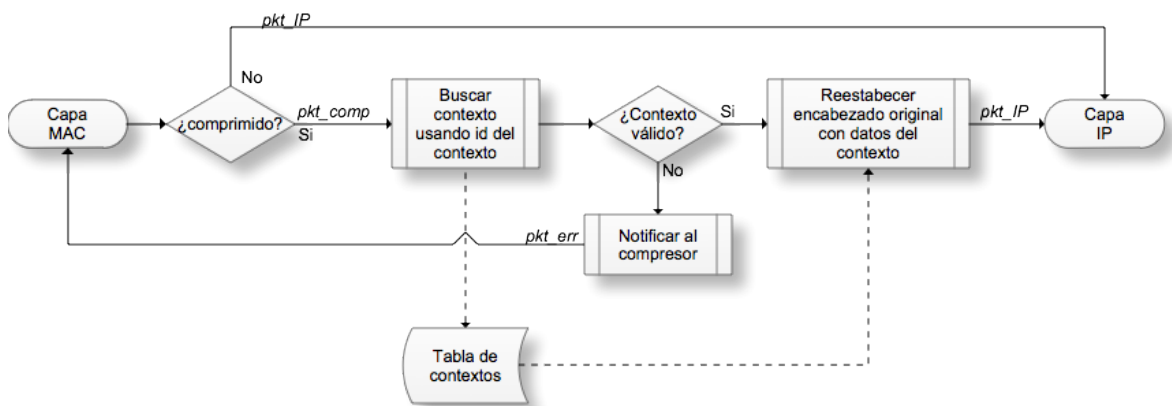 pkt_IP
No
Capa
MAC
¿comprimido?
pkt_comp
Si
Buscar
contexto
usando id del
contexto
¿Contexto
válido?
Si
No
Reestabecer
encabezado original
con datos del
contexto
pkt_IP
Capa
IP
pkt_err
Notificar al
compresor
Tabla de
contextos